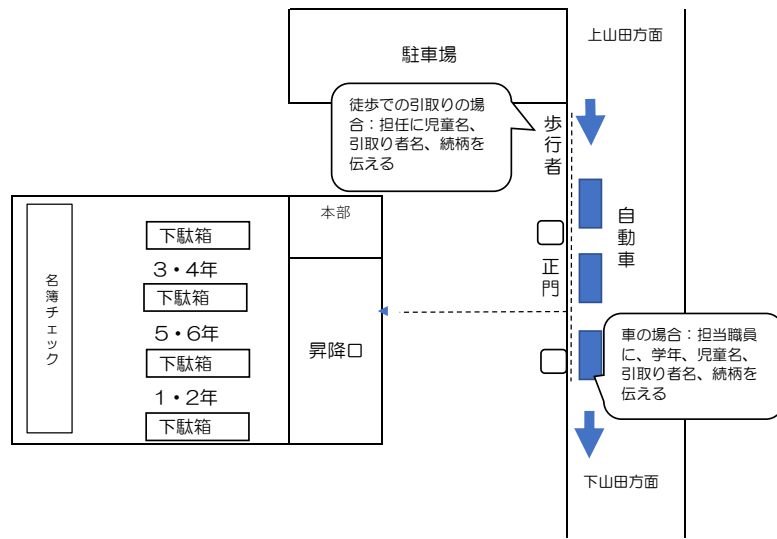 上山田方面
駐車場
徒歩での引取りの場
合：担任に児童名、
引取り者名、続柄を
伝える
歩行者
自動車
本部
下駄箱
3・4年
下駄箱
5・6年
下駄箱
1・2年
下駄箱
名簿チェック
昇降口
正門
車の場合：担当職員
に、学年、児童名、
引取り者名、続柄を
伝える
下山田方面